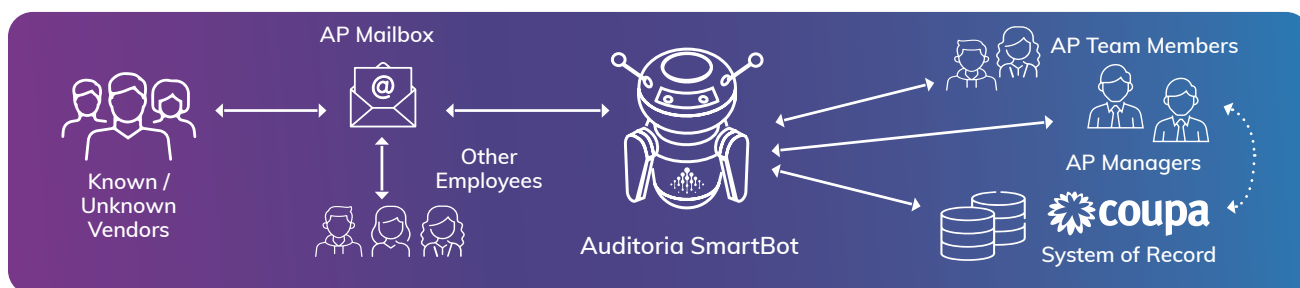 AP Mailbox
@
Known /
Unknown
Vendors
Other
Employees
Auditoria SmartBot
AP Team Members
AP Managers
coupa
System of Record